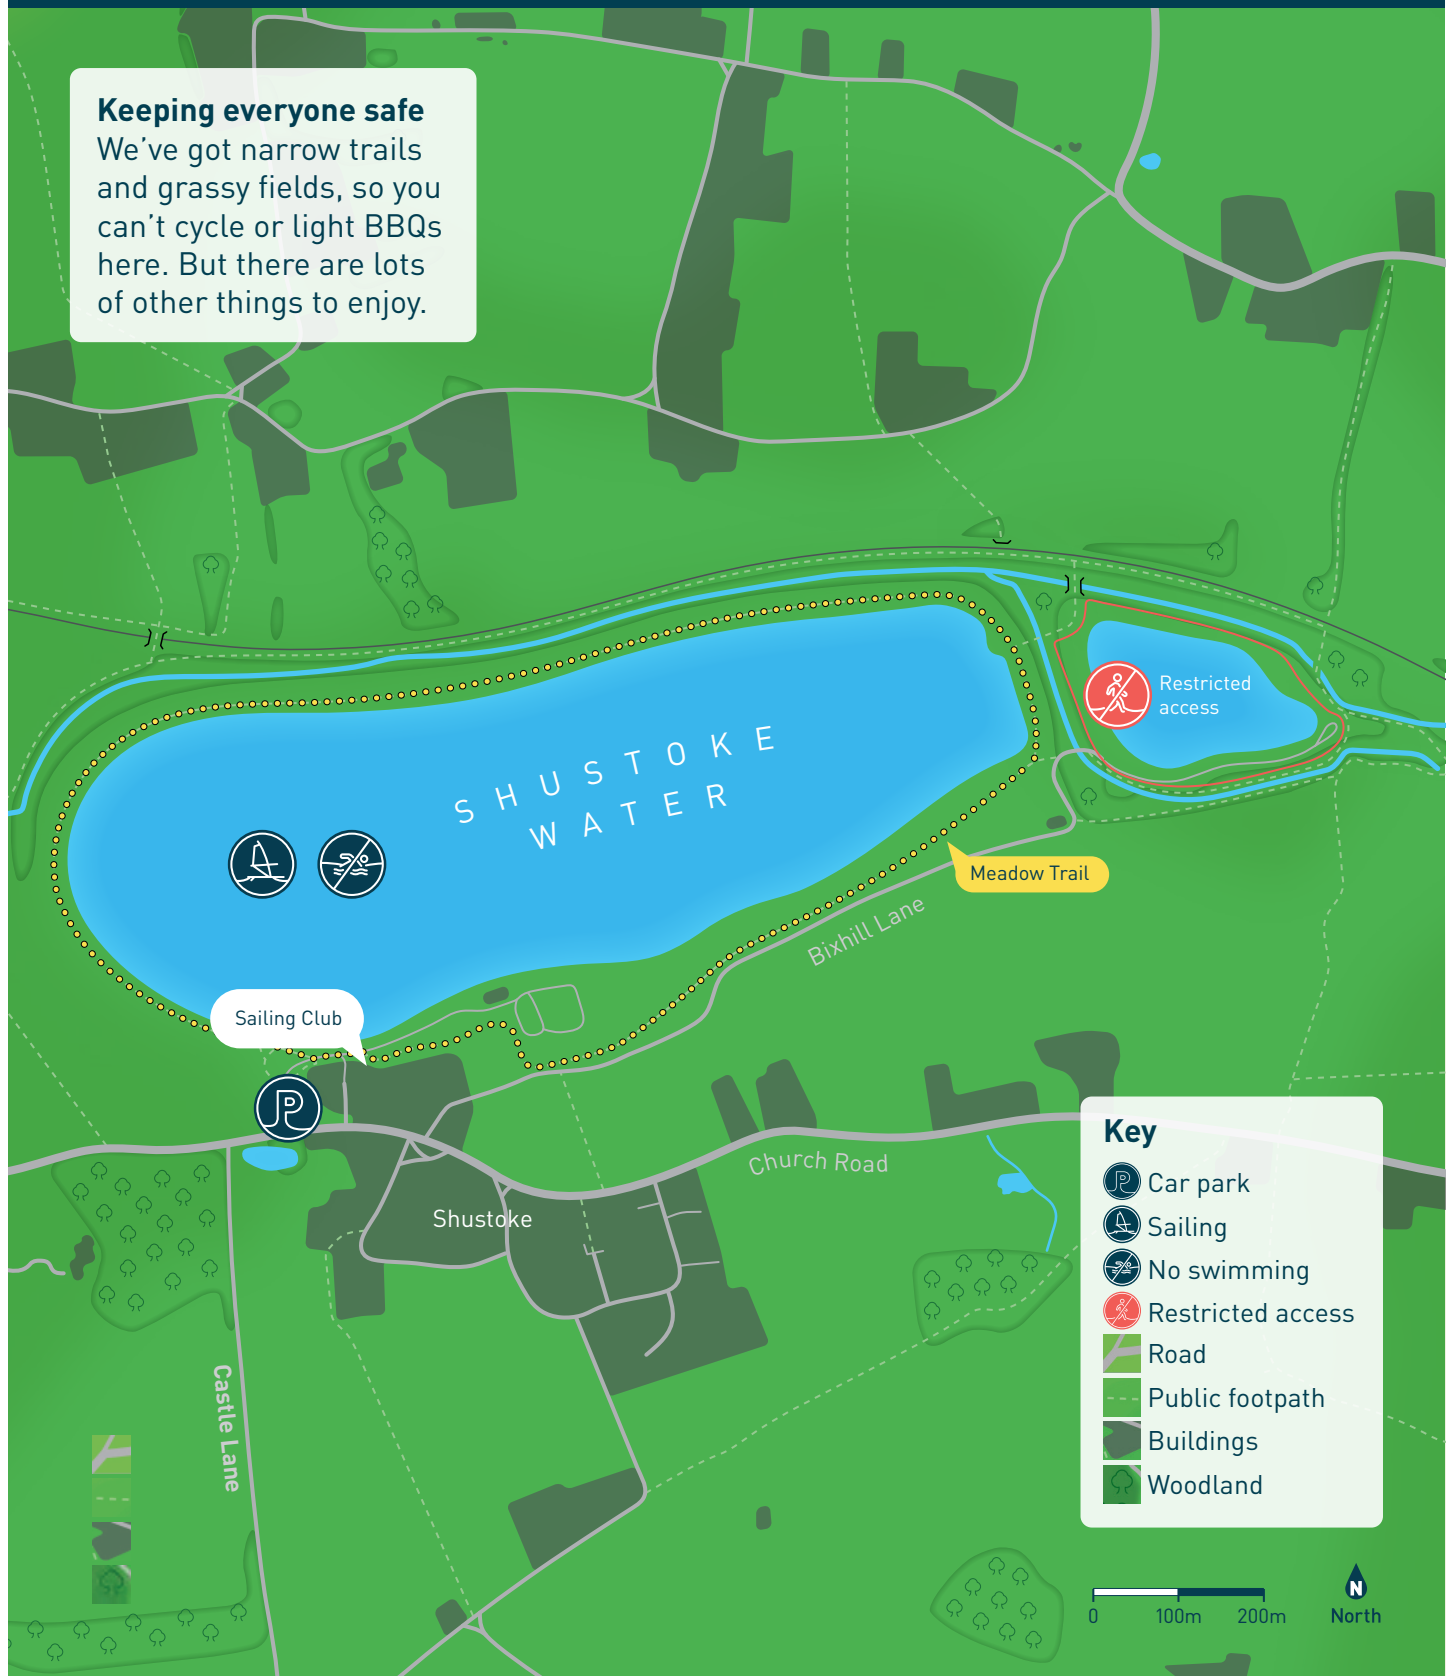 Keeping everyone safe
We’ve got narrow trails
and grassy fields, so you
can’t cycle or light BBQs
here. But there are lots
of other things to enjoy.
Restricted
access
SHUSTOKE
WATER
Meadow Trail
Bixhill Lane
Sailing Club
P
Church Road
Shustoke
Castle Lane
Key
P Car park
Sailing
No swimming
Restricted access
Road
Public footpath
Buildings
Woodland
0 100m 200m
N
North